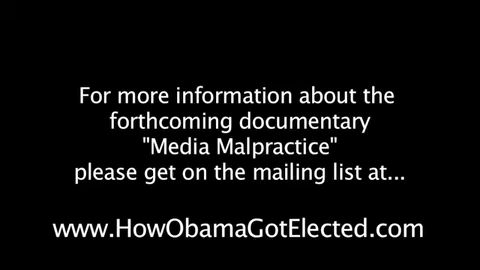 For more information about the
forthcoming documentary
"Media Malpractice"
please get on the mailing list at...
www.HowObamaGotElected.com